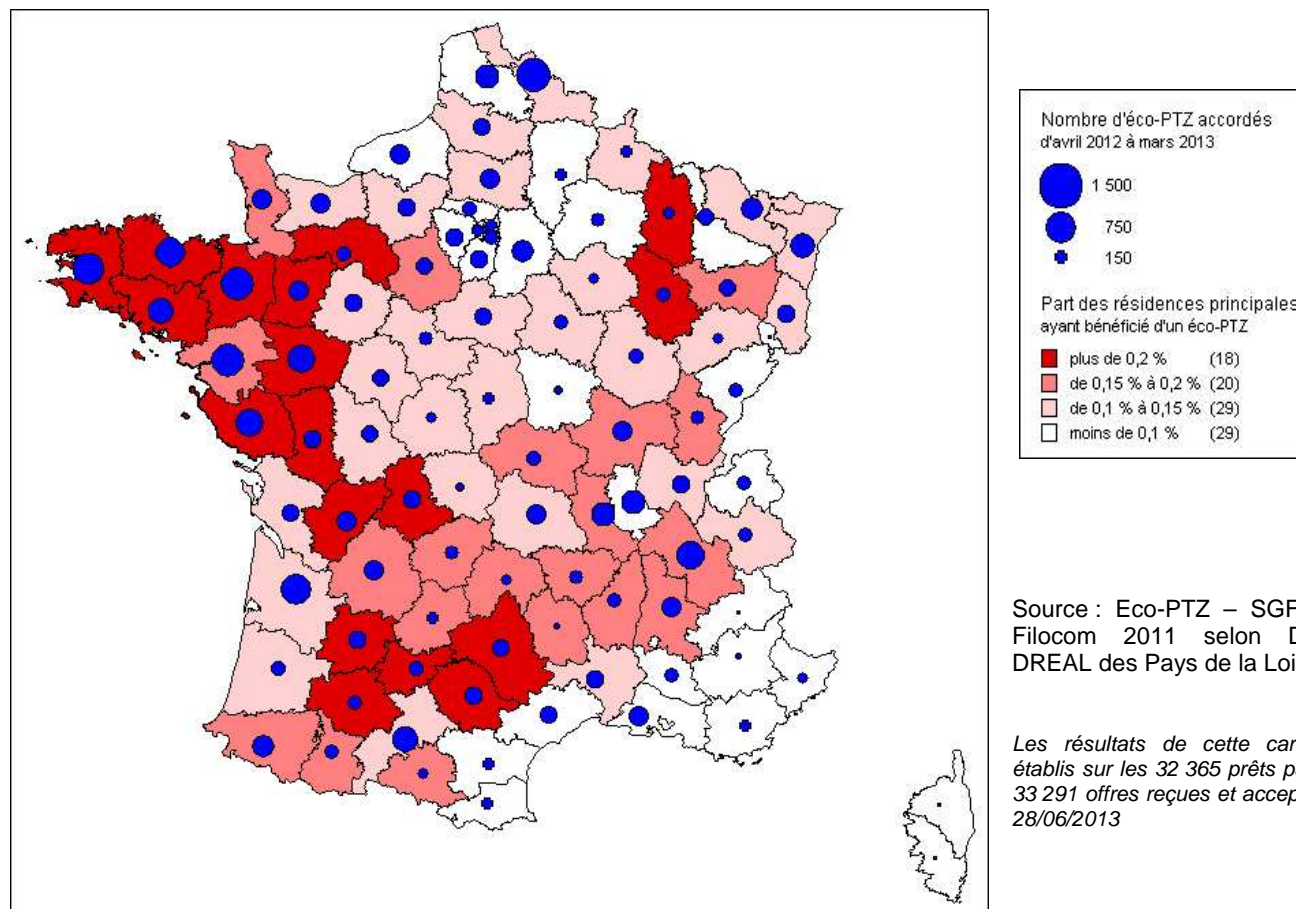 Nombre d'éco-PTZ accordés
d'avril 2012 à mars 2013
1 500
750
150
Part des résidences principales
ayant bénéficié d'un éco-PTZ
plus de 0,2 % (18)
de 0,15 % à 0,2 % (20)
de 0,1 % à 0,15 % (29)
moins de 0,1 % (29)
Source : Eco-PTZ – SGF
Filocom 2011 selon D
DREAL des Pays de la Loi
Les résultats de cette car
établis sur les 32 365 prêts p
33 291 offres reçues et accep
28/06/2013